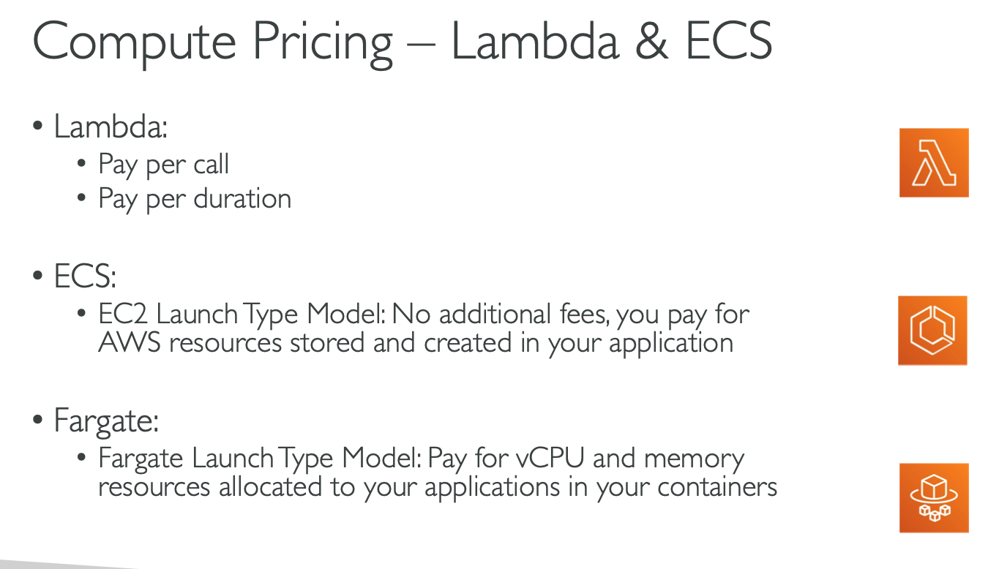 Compute Pricing – Lambda & ECS
• Lambda:
• Pay per call
• Pay per duration
• ECS:
• EC2 Launch Type Model: No additional fees, you pay for
AWS resources stored and created in your application
• Fargate:
• Fargate Launch Type Model: Pay for vCPU and memory
resources allocated to your applications in your containers